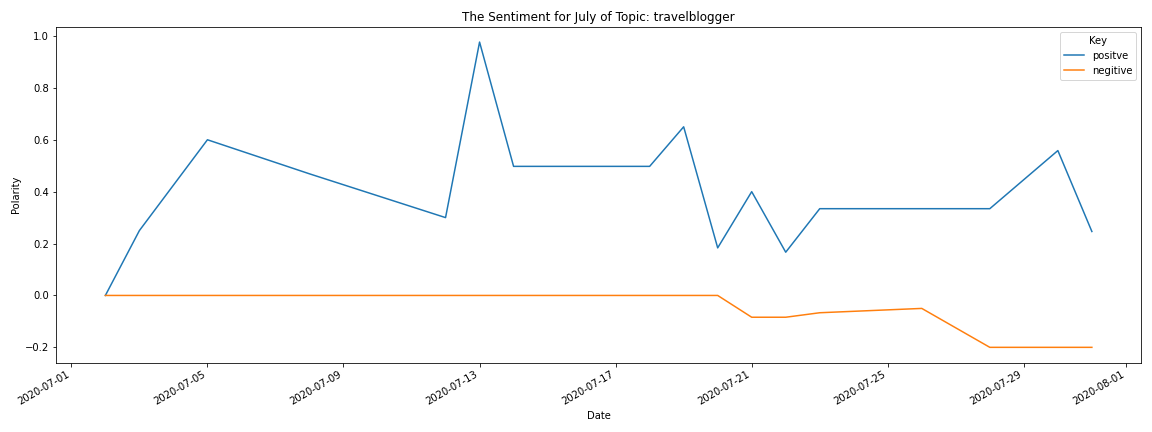 The Sentiment for July of Topic: travelblogger
Key
positve
negitive
1.0
0.8
0.6
0.4
0.2
0.0
−0.2
Polarity
2020-07-01
2020-07-05
2020-07-09
2020-07-13
2020-07-17
2020-07-21
2020-07-25
2020-07-29
2020-08-01
Date